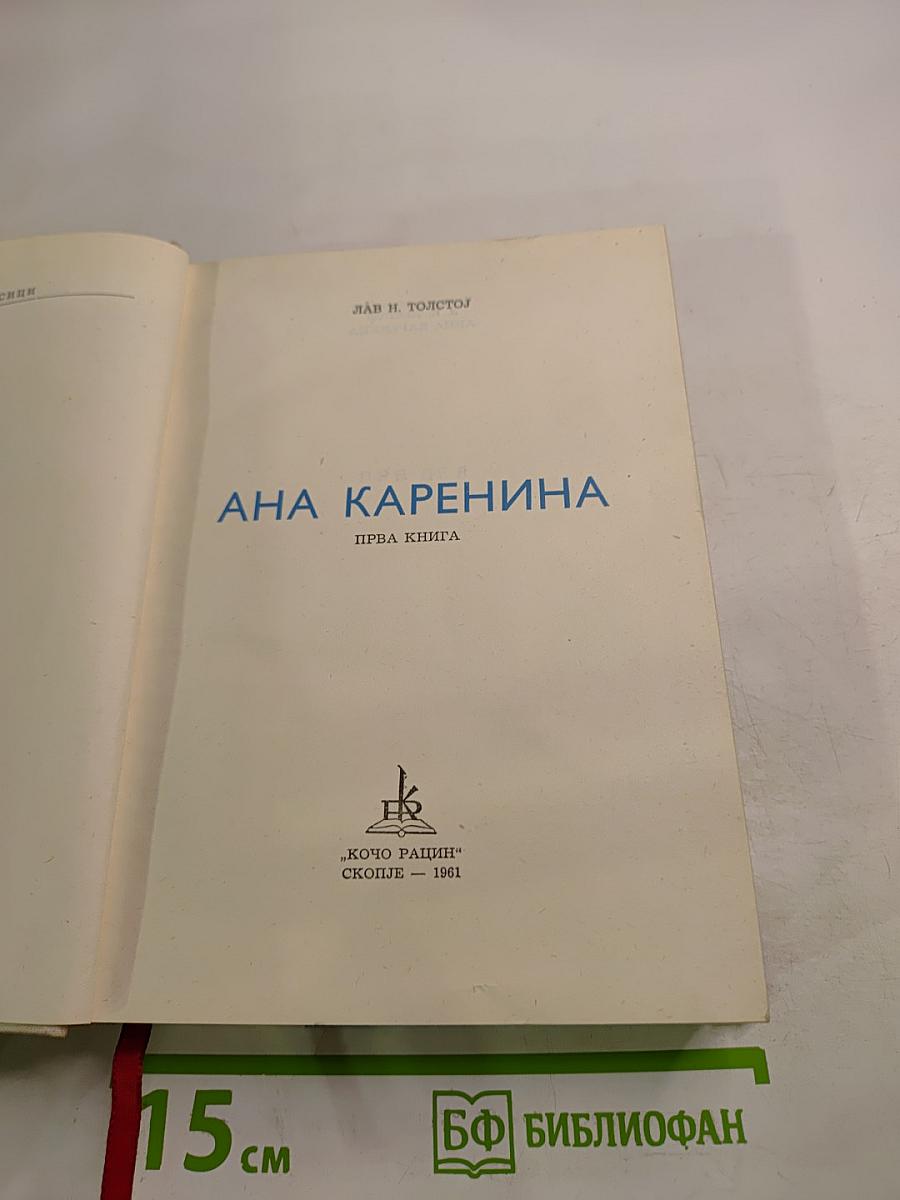 ЛАВ Н. ТОЛСТОЈ
АНА КАРЕНИНА
ПРВА КНИГА
„КОЧО РАЦИН“
СКОПЈЕ — 1961
15 см
БФ БИБЛИОФАН